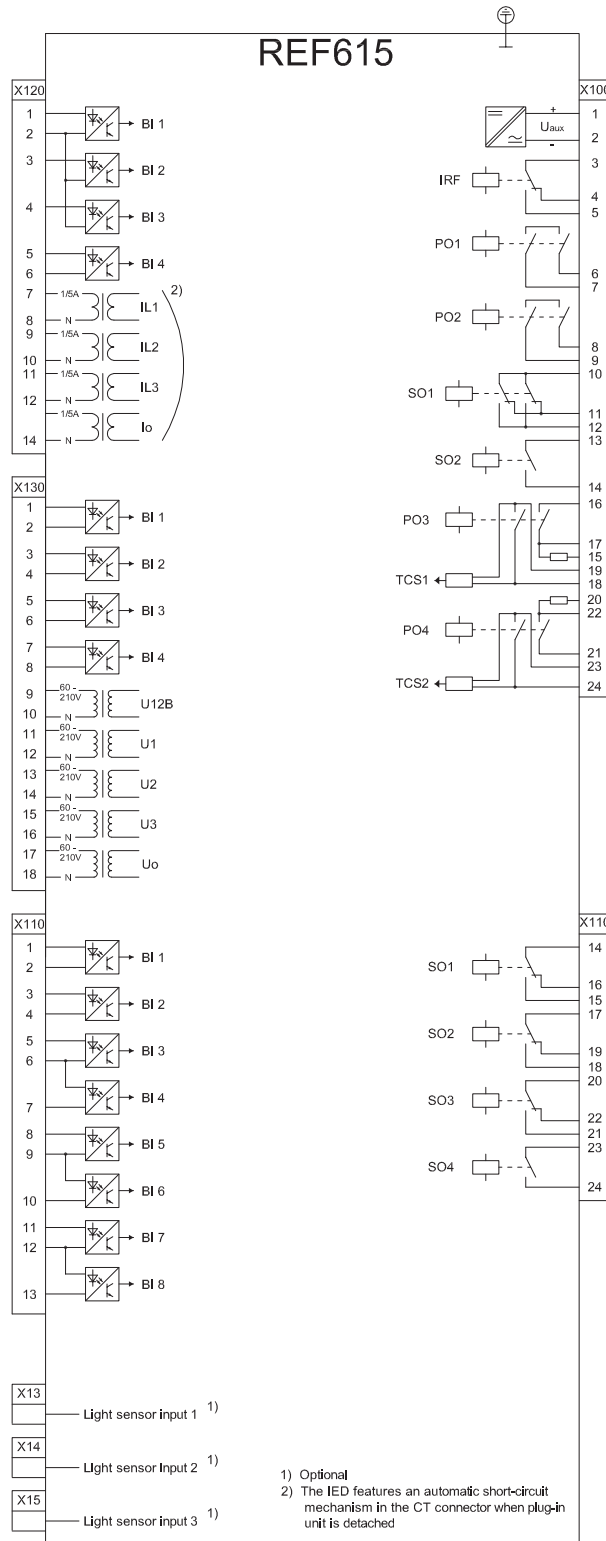 REF615
X120
1
2
3
4
5
6
7
8
9
10
11
12
14
BI 1
BI 2
BI 3
BI 4
1/5A
N
IL1
2)
1/5A
N
IL2
1/5A
N
IL3
1/5A
N
Io
X130
1
2
3
4
5
6
7
8
9
10
11
12
13
14
15
16
17
18
BI 1
BI 2
BI 3
BI 4
60 -
210V
N
U12B
60 -
210V
N
U1
60 -
210V
N
U2
60 -
210V
N
U3
60 -
210V
N
Uo
X110
1
2
3
4
5
6
7
8
9
10
11
12
13
BI 1
BI 2
BI 3
BI 4
BI 5
BI 6
BI 7
BI 8
X13
Light sensor input 1 1)
X14
Light sensor input 2 1)
X15
Light sensor input 3 1)
X100
+
Uaux
-
1
2
IRF
3
4
5
PO1
6
7
PO2
8
9
SO1
10
11
12
SO2
13
14
PO3
TCS1
16
17
15
19
18
PO4
TCS2
20
22
21
23
24
X110
SO1
14
16
15
SO2
17
19
18
SO3
20
22
21
SO4
23
24
1) Optional
2) The IED features an automatic short-circuit
mechanism in the CT connector when plug-in
unit is detached